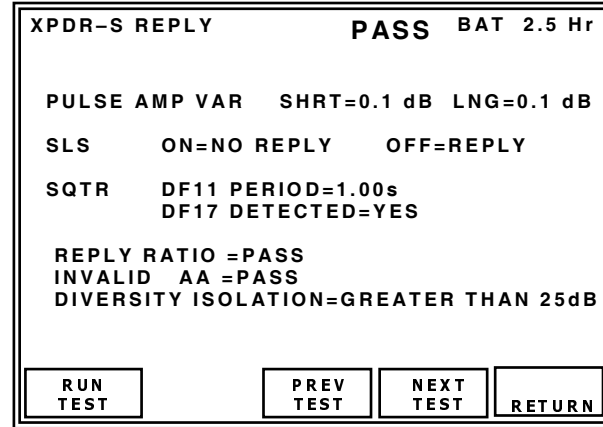 XPDR–S REPLY PASS BAT 2.5 Hr
PULSE AMP VAR SHRT=0.1 dB LNG=0.1 dB
SLS ON=NO REPLY OFF=REPLY
SQTR DF11 PERIOD=1.00s
DF17 DETECTED=YES
REPLY RATIO =PASS
INVALID AA =PASS
DIVERSITY ISOLATION=GREATER THAN 25dB
RUN TEST
PREV TEST
NEXT TEST
RETURN